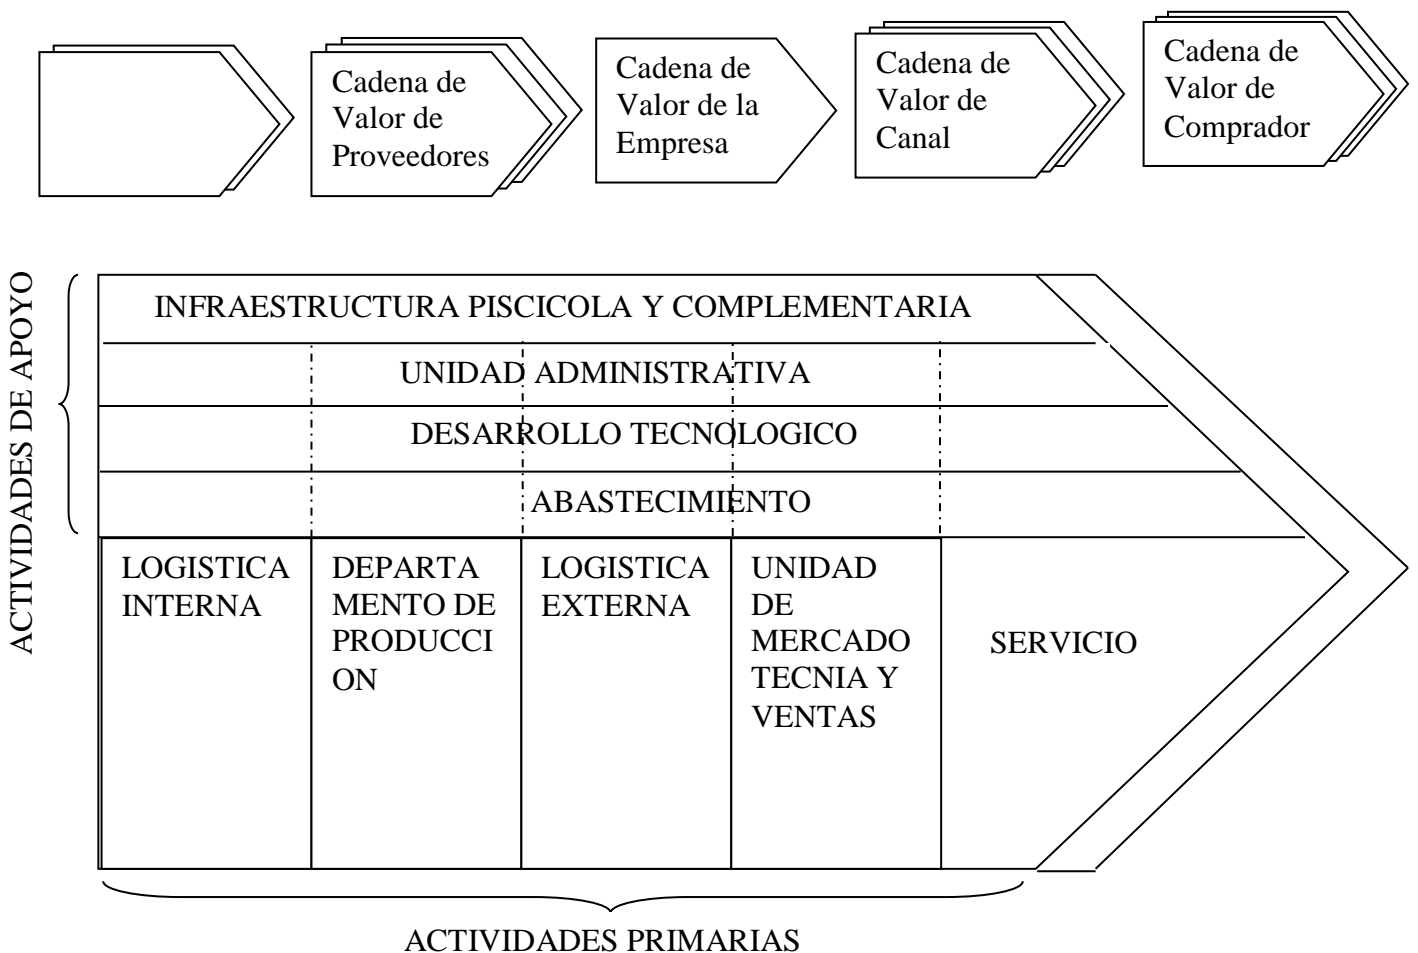 Cadena de
Valor de
Proveedores
Cadena de
Valor de la
Empresa
Cadena de
Valor de
Canal
Cadena de
Valor de
Comprador
ACTIVIDADES DE APOYO
INFRAESTRUCTURA PISCICOLA Y COMPLEMENTARIA
UNIDAD ADMINISTRATIVA
DESARROLLO TECNOLOGICO
ABASTECIMIENTO
LOGISTICA
INTERNA
DEPARTA
MENTO DE
PRODUCCI
ON
LOGISTICA
EXTERNA
UNIDAD
DE
MERCADO
TECNIA Y
VENTAS
SERVICIO
ACTIVIDADES PRIMARIAS